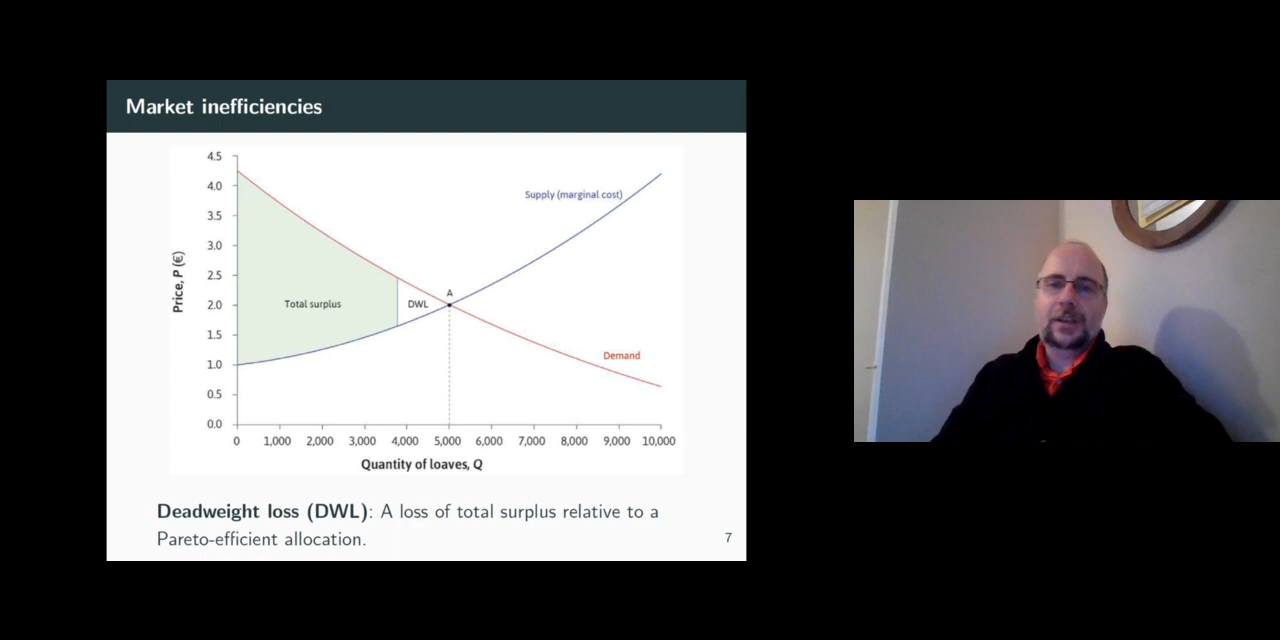 Market inefficiencies
4.5
4.0
3.5
3.0
2.5
2.0
1.5
1.0
0.5
0.0
Price, P (€)
Supply (marginal cost)
Total surplus
DWL
A
Demand
0 1,000 2,000 3,000 4,000 5,000 6,000 7,000 8,000 9,000 10,000
Quantity of loaves, Q
Deadweight loss (DWL): A loss of total surplus relative to a
Pareto-efficient allocation.
7